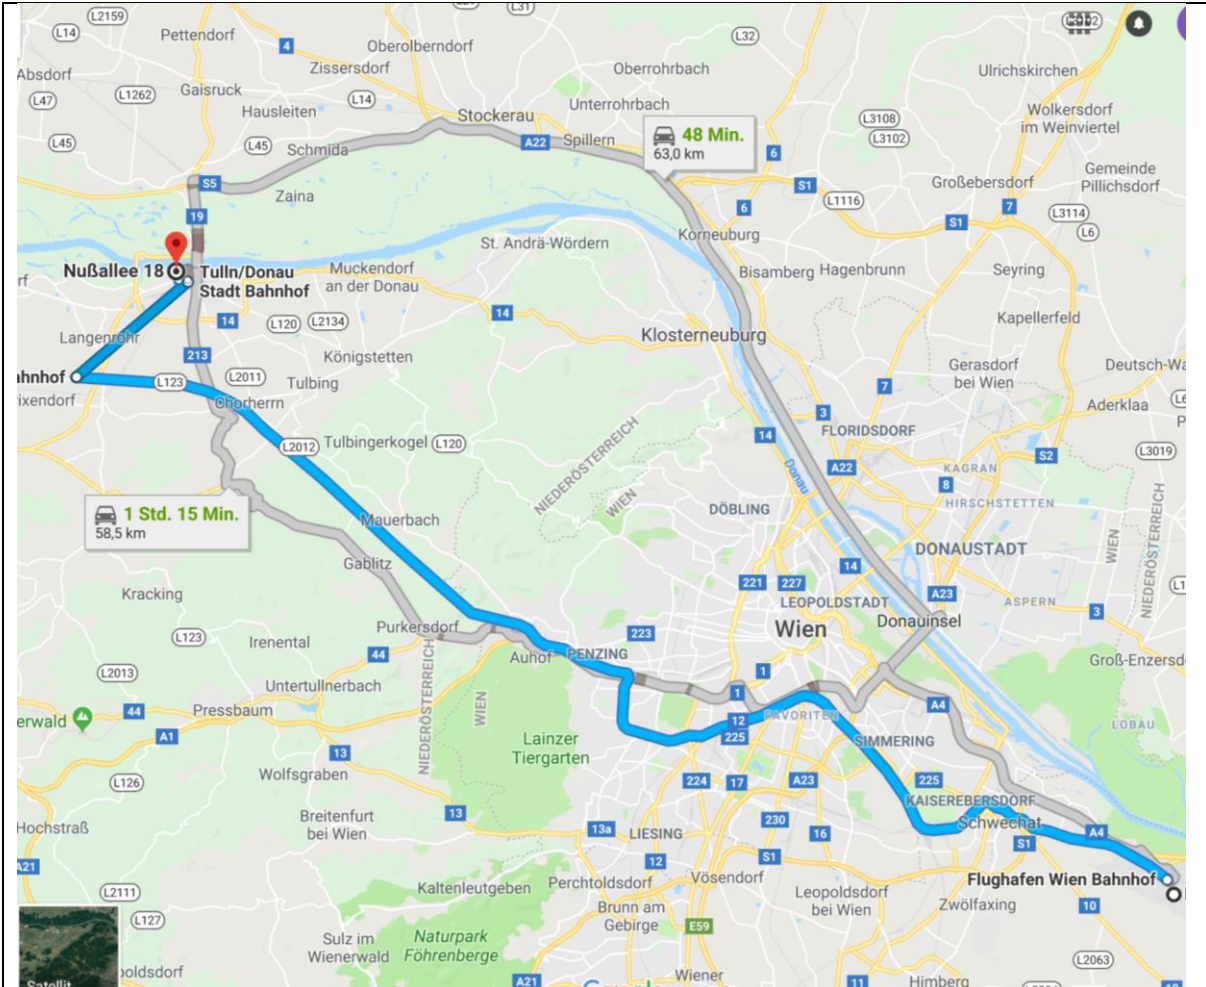 L2159
L31
L14
Pettendorf
4
Oberolberndorf
L32
Absdorf
Zissersdorf
Oberrohrbach
Ulrichskirchen
L47
L1262
Gaisruck
L14
Unterrohrbach
Wolkersdorf
im Weinviertel
Hausleiten
Stockerau
L3108
L3102
L45
L45
Schmida
A22
Spillern
48 Min.
63,0 km
6
Gemeinde
Pillichsdorf
S5
Zaina
S1
L1116
Großebersdorf
7
19
6
S1
L3114
L6
St. Andrä-Wördern
Korneuburg
Nußallee 18
Tulln/Donau
Stadt Bahnhof
Muckendorf
an der Donau
Bisamberg
Hagenbrunn
Seyring
14
L120
L2134
14
Kapellerfeld
Langenrohr
Klosterneuburg
213
Königstetten
Gerasdorf
bei Wien
Deutsch-Wa
ahnhof
L123
L2011
Tulbing
7
rixendorf
Chorherrn
3
Aderklaa
L2012
Tulbingerkogel
L120
14
FLORIDSDORF
NIEDERÖSTERREICH
WIEN
Donau
A22
KAGRAN
S2
L3019
8
HIRSCHSTETTEN
1 Std. 15 Min.
58,5 km
DÖBLING
Mauerbach
DONAUSTADT
WIEN
NIEDERÖSTERREICH
Gablitz
14
221
227
Kracking
LEOPOLDSTADT
A23
ASPERN
3
Purkersdorf
Wien
Donauinsel
L123
Irenental
223
44
Auhof
PENZING
Groß-Enzersd
L2013
1
Untertullnerbach
NIEDERÖSTERREICH
WIEN
1
erwald
44
Pressbaum
A4
12
FAVORITEN
LOBAU
A1
225
SIMMERING
13
Lainzer
Tiergarten
L126
Wolfsgraben
224
17
A23
225
KAISEREBERSDORF
Hochstraß
Breitenfurt
bei Wien
13
13a
LIESING
230
16
Schwechat
S1
A4
A21
12
S1
L2111
Kaltenleutgeben
Perchtoldsdorf
Vösendorf
Flughafen Wien Bahnhof
L127
Brunn am
Gebirge
Leopoldsdorf
bei Wien
Zwölfaxing
10
Sulz im
Wienerwald
Naturpark
Föhrenberge
E59
L2063
Satellit
A21
Wiener
11
Himberg